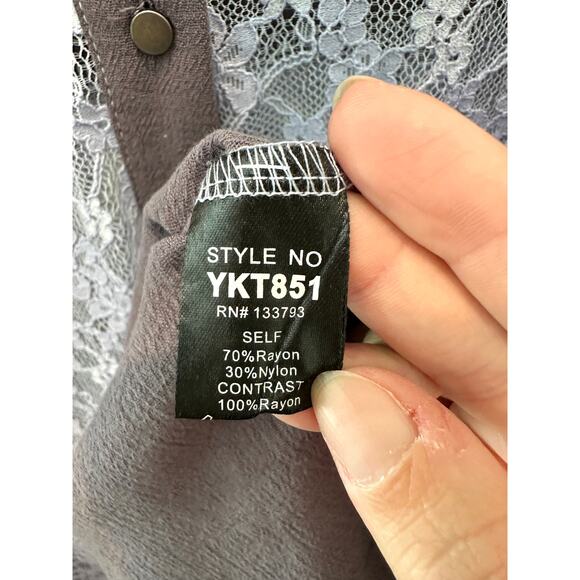 STYLE NO
YKT851
RN# 133793
SELF
70%Rayon
30%Nylon
CONTRAST
100%Rayon